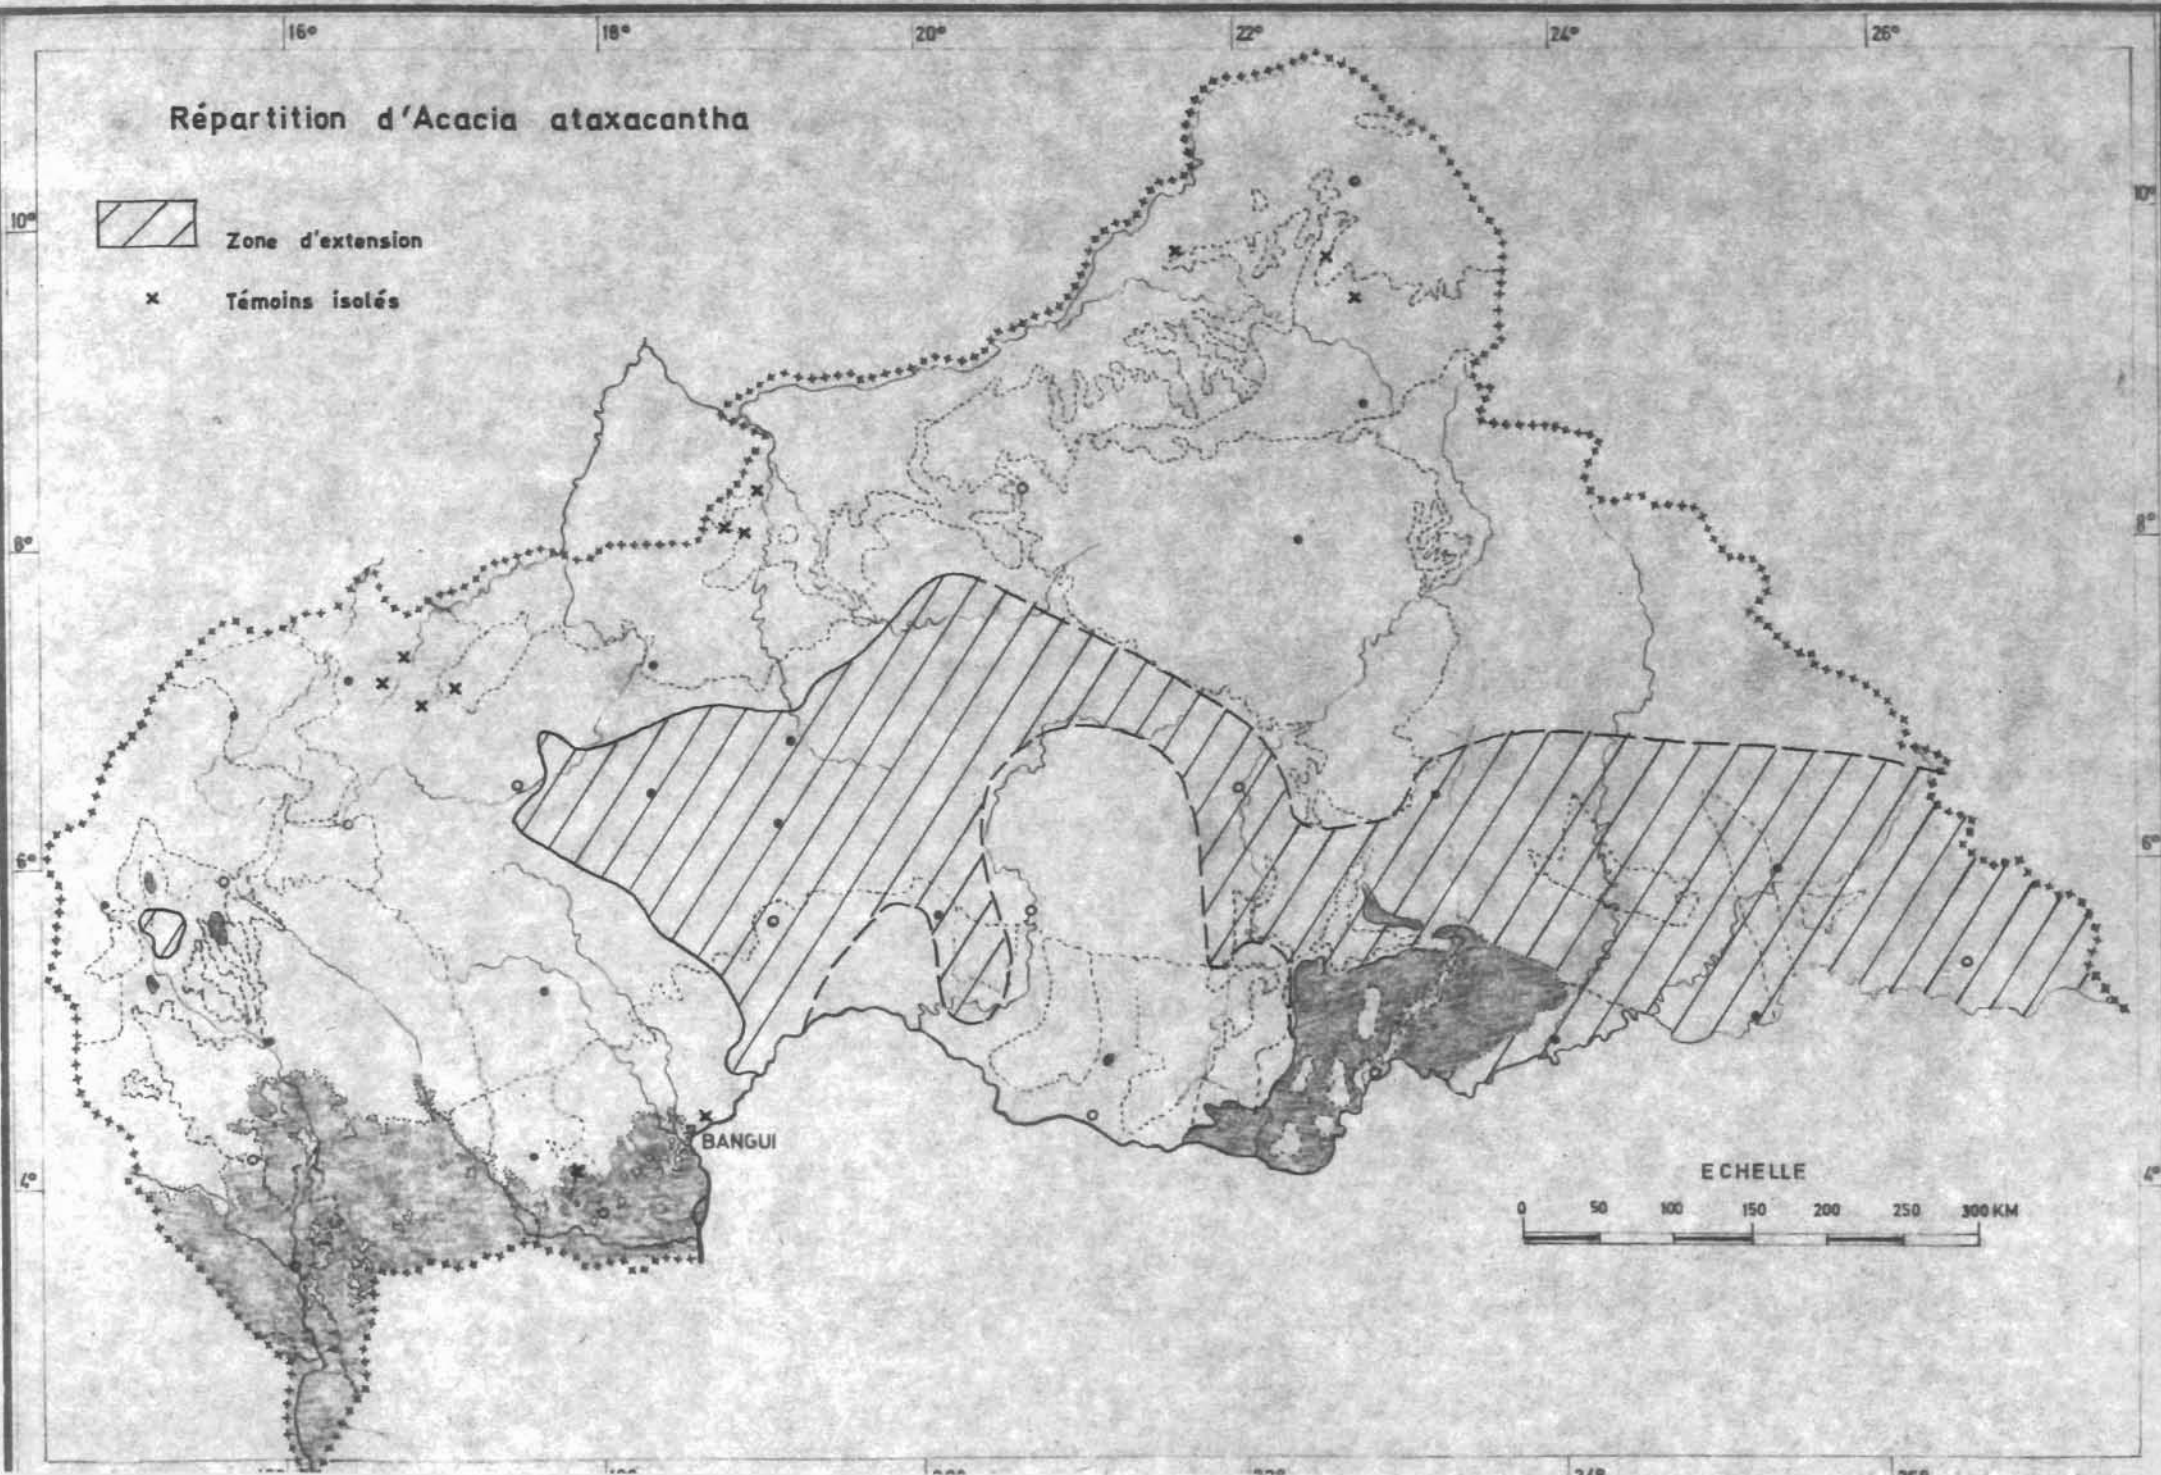 16° 18° 20° 22° 24° 26°
Répartition d'Acacia ataxacantha
10° 10°
Zone d'extension
Témoins isolés
8° 8°
6° 6°
BANGUI
4° 4°
ECHELLE
0 50 100 150 200 250 300 KM